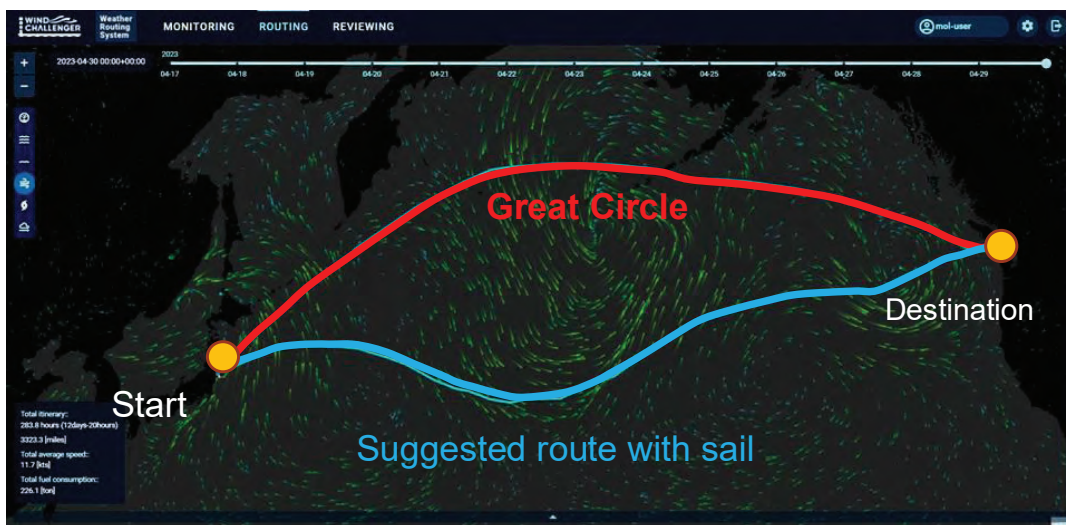 WIND
CHALLENGER
Weather
Routing
System
MONITORING
ROUTING
REVIEWING
mol-user
2023-04-30 00:00+00:00
2023
04-17 04-18 04-19 04-20 04-21 04-22 04-23 04-24 04-25 04-26 04-27 04-28 04-29
Great Circle
Destination
Start
Suggested route with sail
Total itinerary::
283.8 hours (12days-20hours)
3323.3 [miles]
Total average speed::
11.7 [kts]
Total fuel consumption::
226.1 [ton]